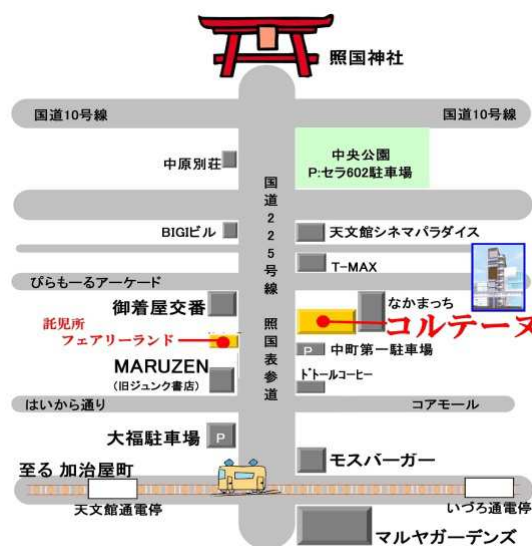 照国神社
国道10号線
国道10号線
中原別荘
中央公園
P:セラ602駐車場
国道225号線 照国表参道
BIGIビル
天文館シネマパラダイス
T-MAX
ぴらもーるアーケード
御着屋交番
なかまっち
コルテーヌ
託児所
フェアリーランド
P
中町第一駐車場
MARUZEN
(旧ジュンク書店)
ドトールコーヒー
はいから通り
コアモール
大福駐車場
P
モスバーガー
至る 加治屋町
天文館通電停
いづろ通電停
マルヤガーデンズ